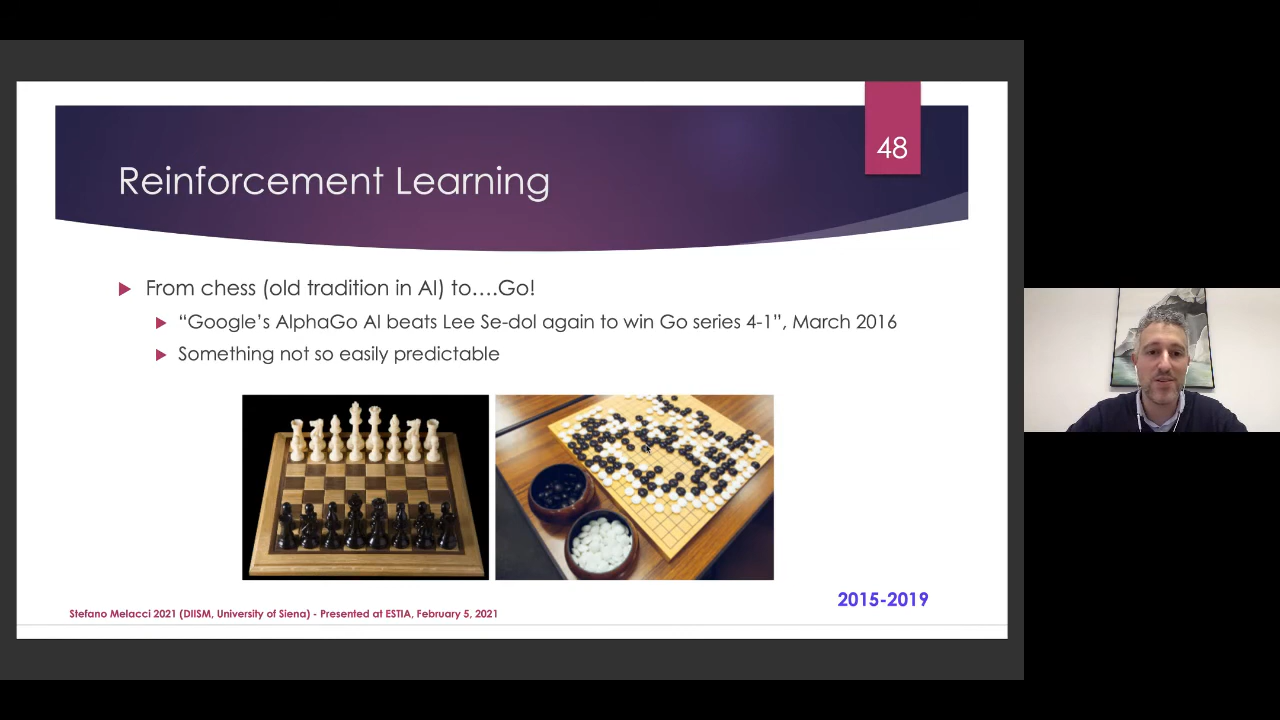 48
Reinforcement Learning
From chess (old tradition in AI) to....Go!
“Google’s AlphaGo AI beats Lee Se-dol again to win Go series 4-1”, March 2016
Something not so easily predictable
2015-2019
Stefano Melacci 2021 (DIISM, University of Siena) - Presented at ESTIA, February 5, 2021